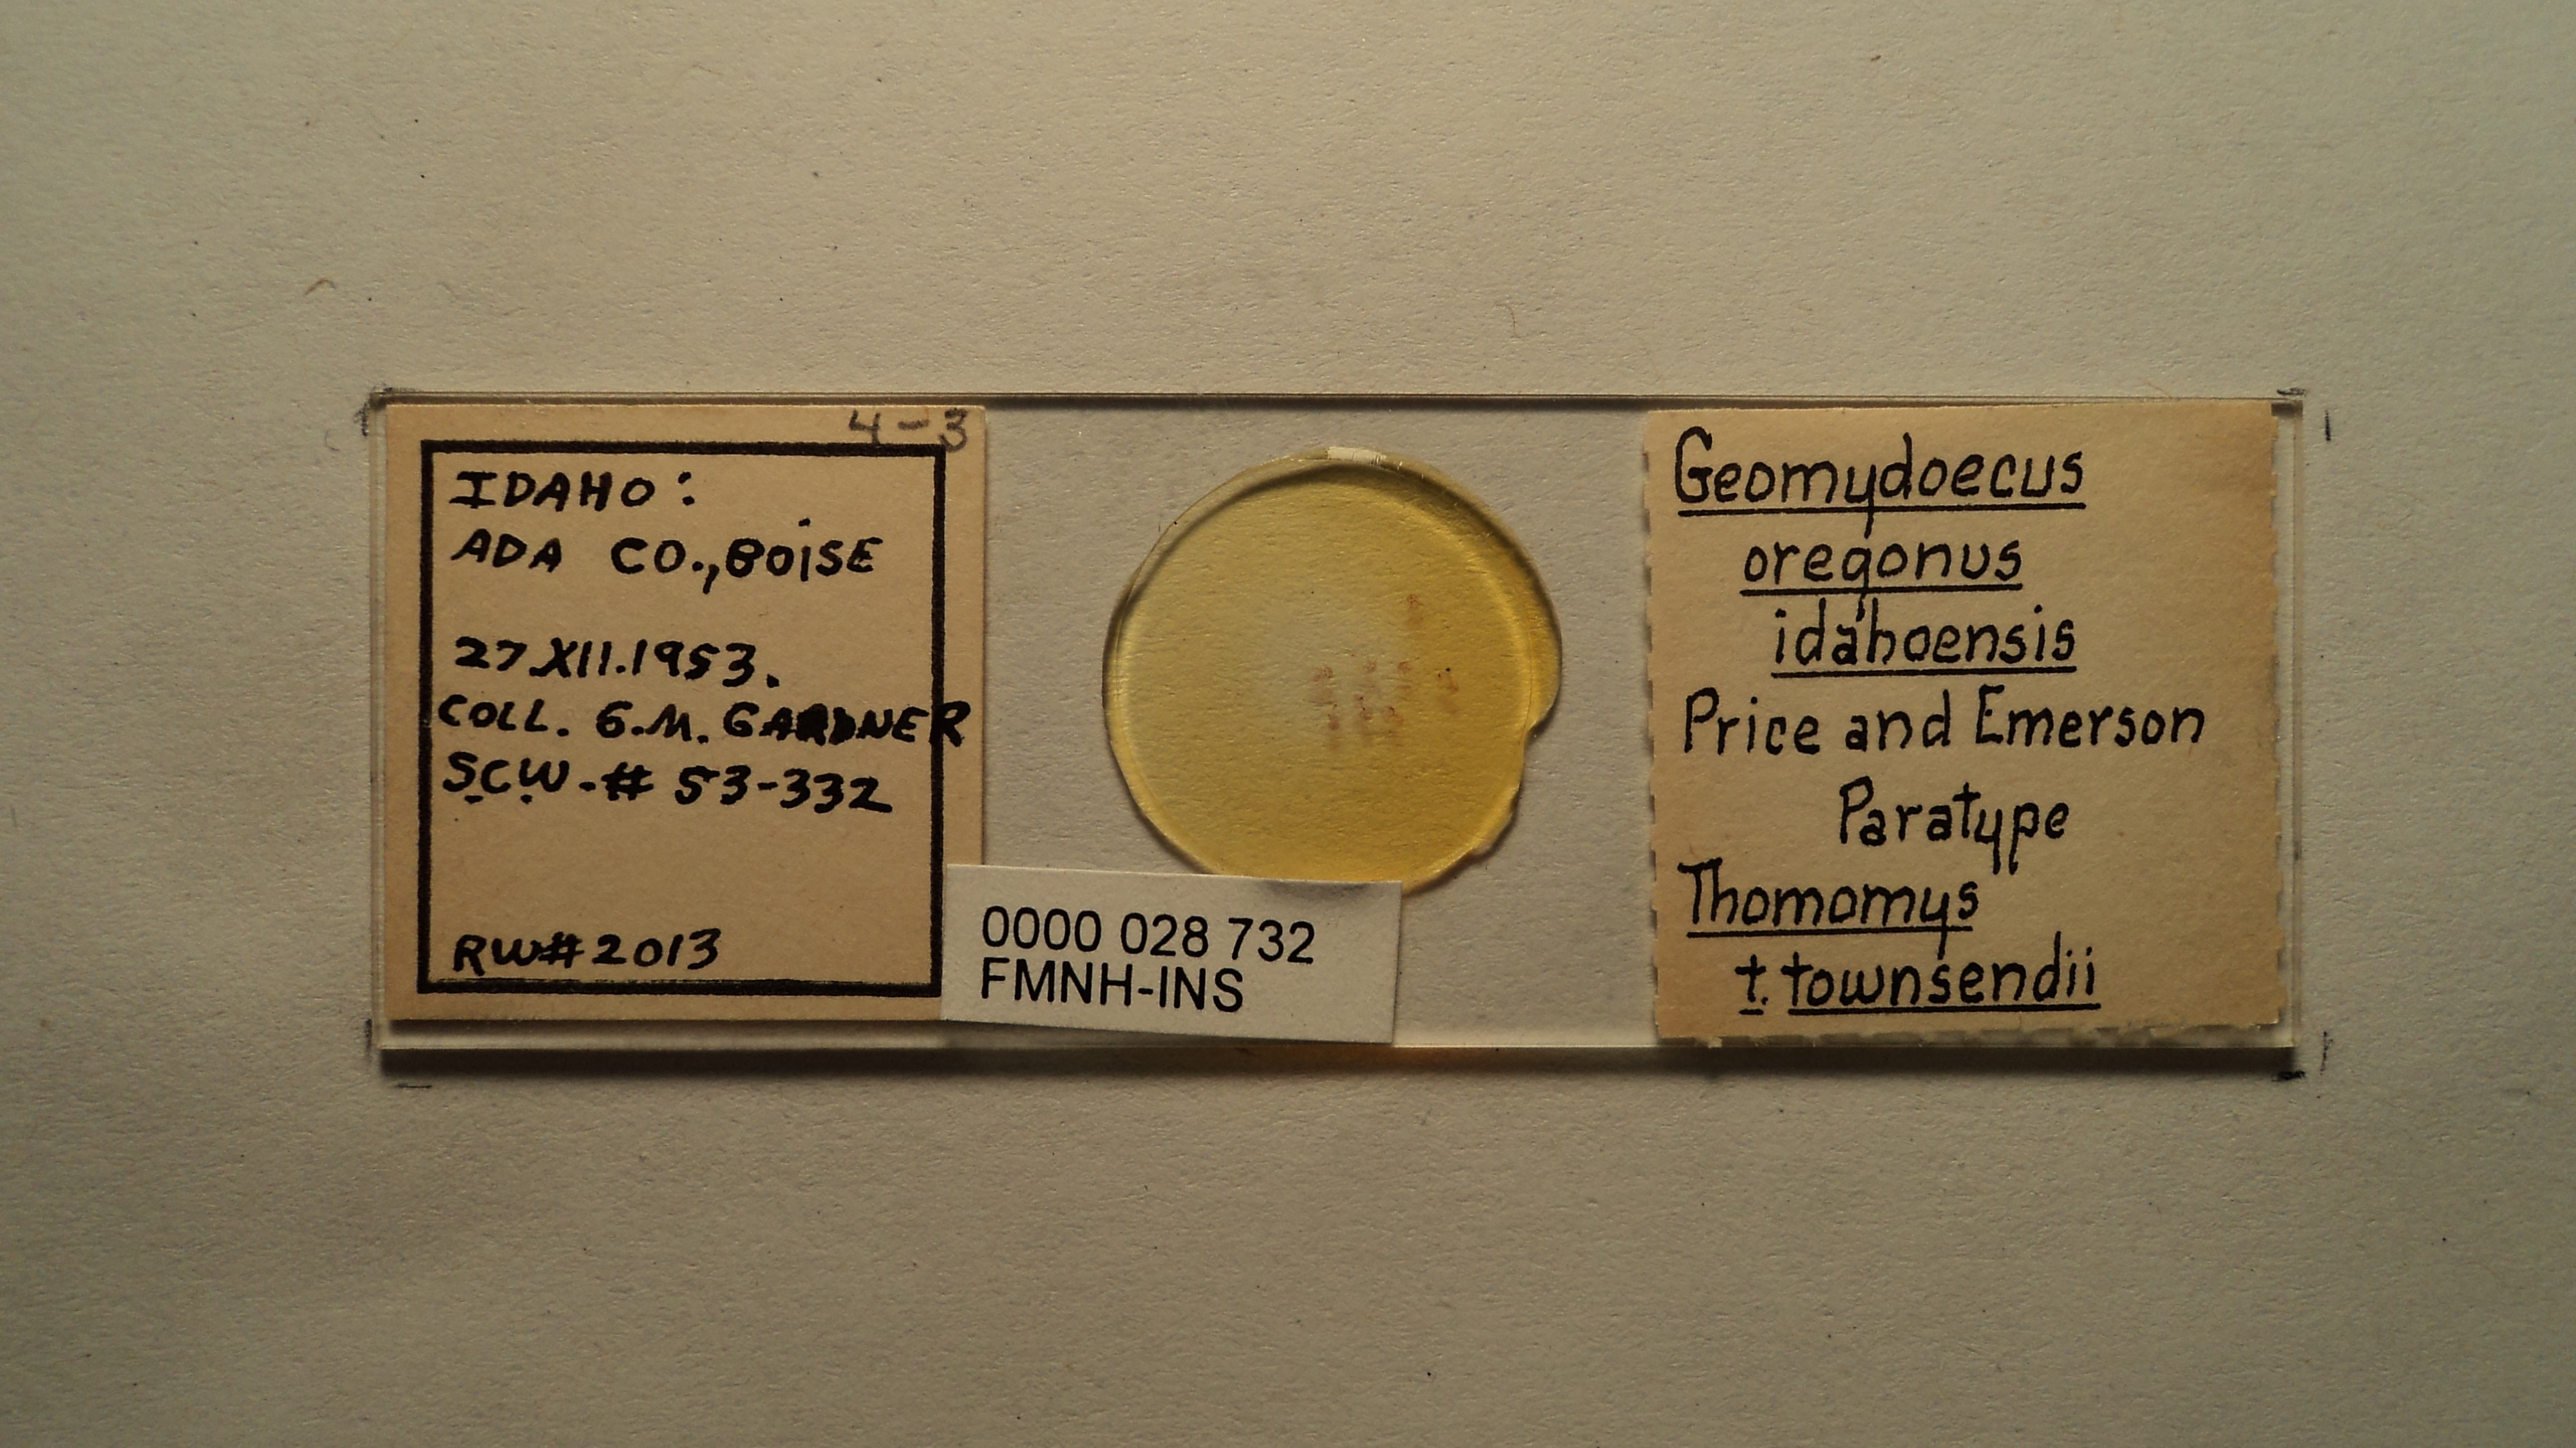 4-3
IDAHO:
ADA CO., BOISE
27.XII.1953.
COLL. G.M. GARDNER
S.C.W.-# 53-332
RW#2013
0000 028 732
FMNH-INS
Geomydoecus
oregonus
idahoensis
Price and Emerson
Paratype
Thomomys
t. townsendii